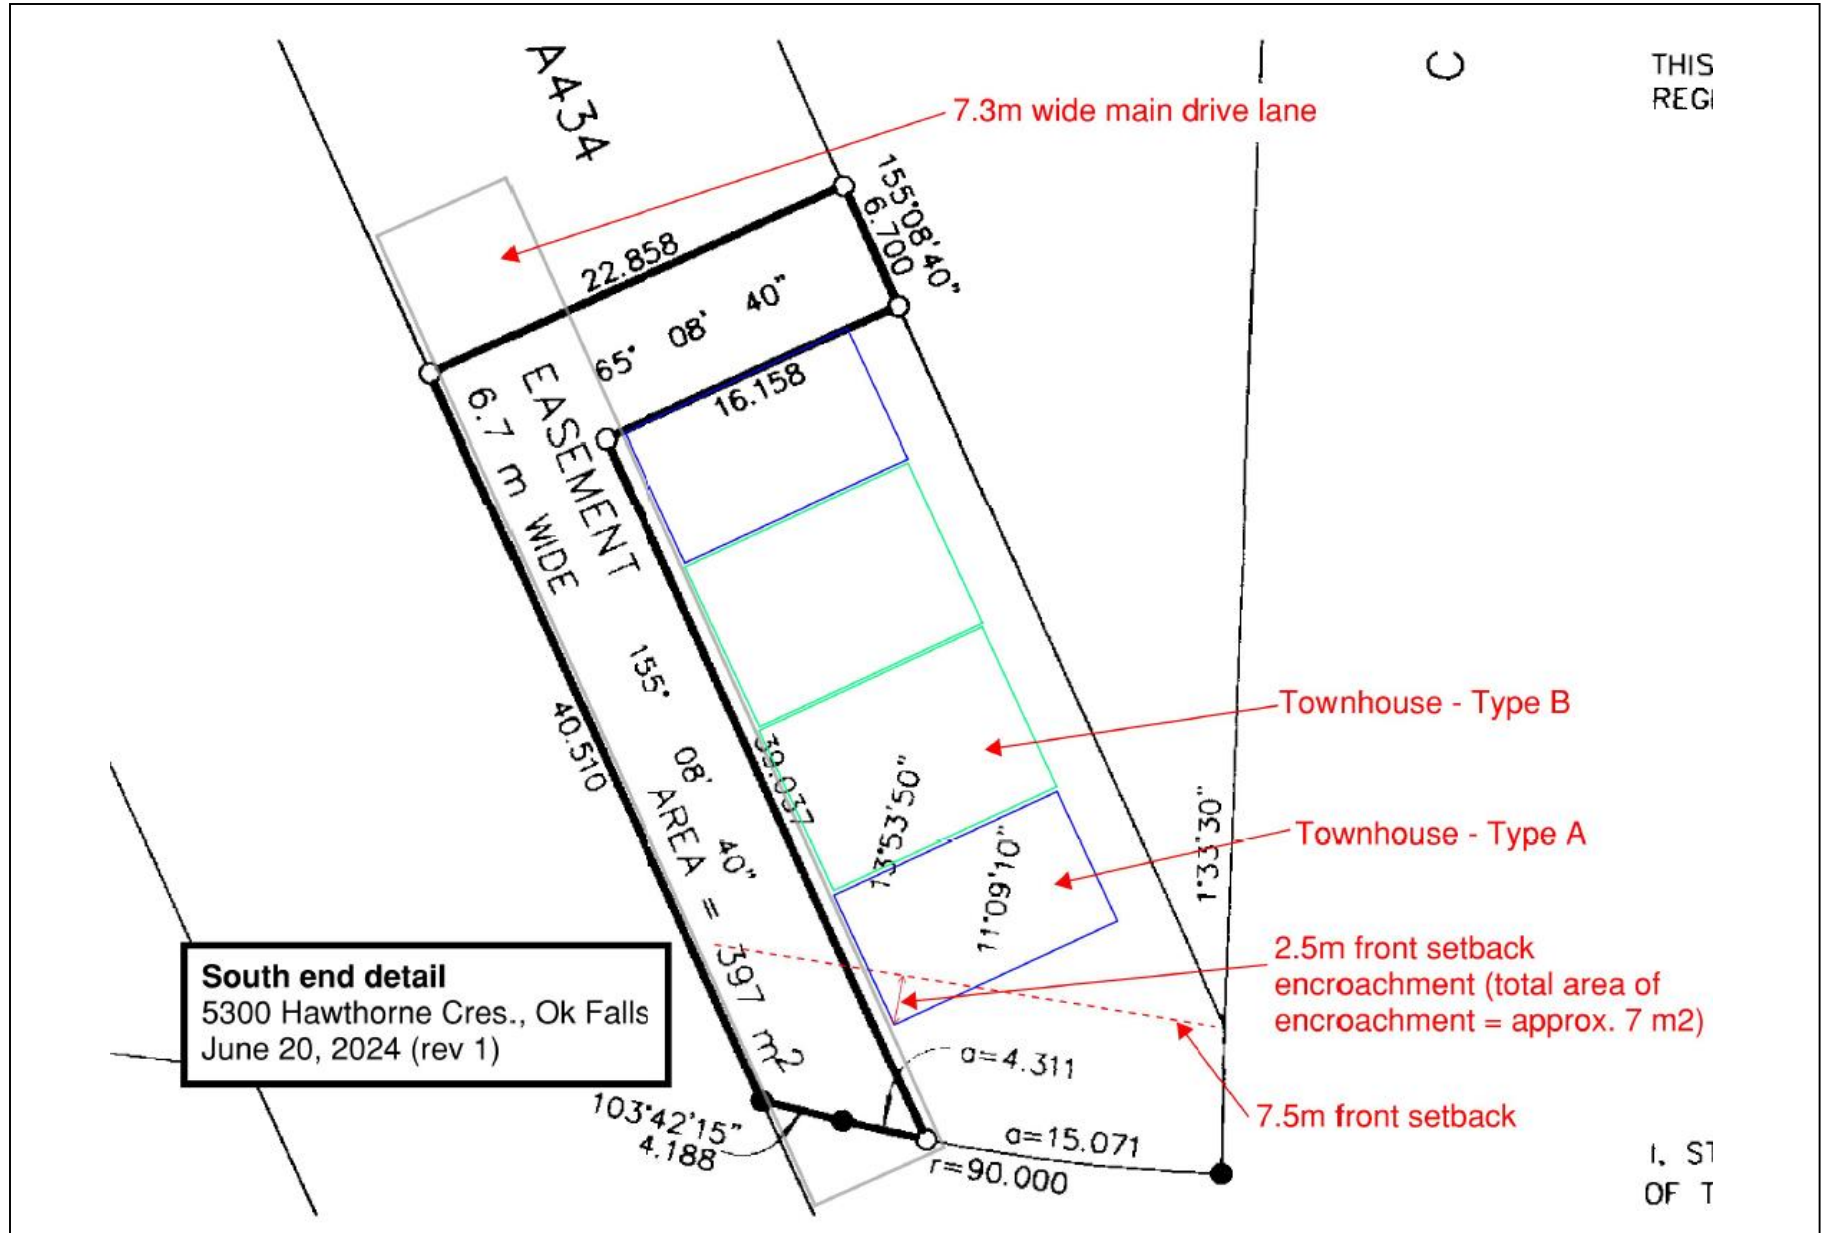 A434
C
THIS
REGI
7.3m wide main drive lane
155°08'40"
6.700
22.858
65° 08' 40"
16.158
EASEMENT
6.7 m WIDE
155° 08' 40"
39.037
40.510
AREA = 397 m2
Townhouse - Type B
13°53'50"
Townhouse - Type A
11°09'10"
1°33'30"
2.5m front setback
encroachment (total area of
encroachment = approx. 7 m2)
South end detail
5300 Hawthorne Cres., Ok Falls
June 20, 2024 (rev 1)
a=4.311
7.5m front setback
103°42'15"
4.188
a=15.071
r=90.000
I. ST
OF T